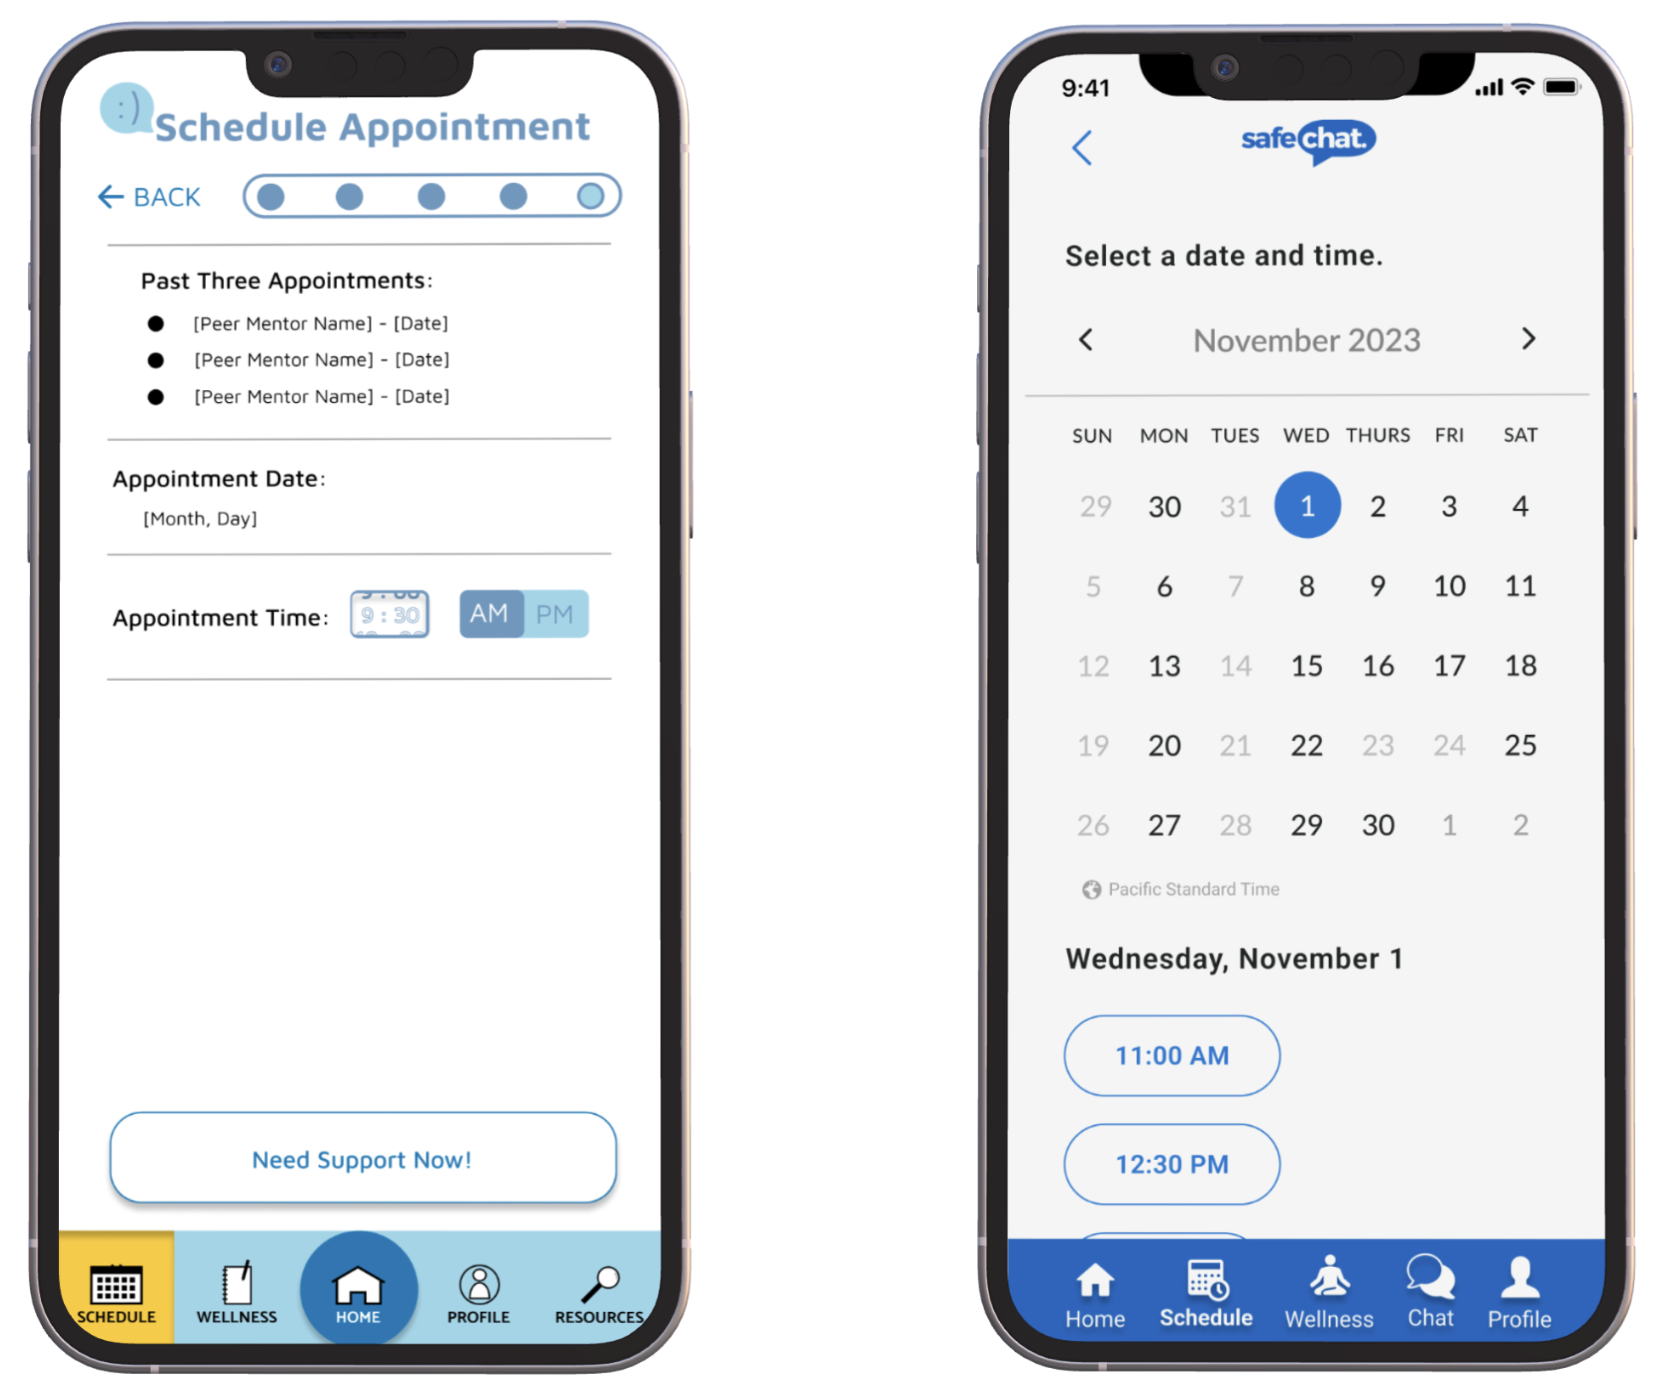 :)
Schedule Appointment
← BACK
Past Three Appointments:
[Peer Mentor Name] - [Date]
[Peer Mentor Name] - [Date]
[Peer Mentor Name] - [Date]
Appointment Date:
[Month, Day]
Appointment Time: 9 : 30 AM PM
Need Support Now!
SCHEDULE WELLNESS HOME PROFILE RESOURCES
9:41
safechat.
Select a date and time.
November 2023
SUN MON TUES WED THURS FRI SAT
29 30 31 1 2 3 4
5 6 7 8 9 10 11
12 13 14 15 16 17 18
19 20 21 22 23 24 25
26 27 28 29 30 1 2
Pacific Standard Time
Wednesday, November 1
11:00 AM
12:30 PM
Home Schedule Wellness Chat Profile